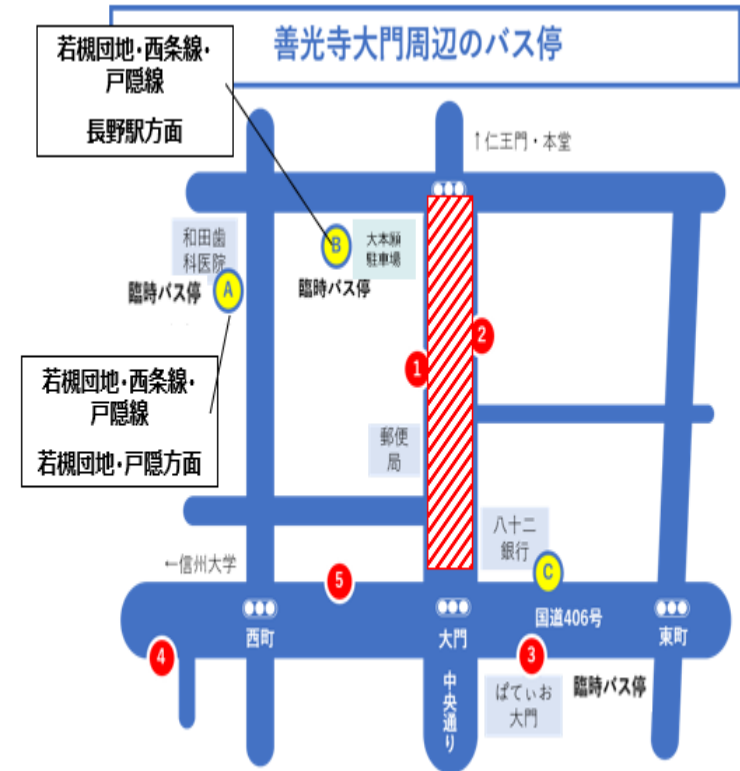 善光寺大門周辺のバス停
若槻団地・西条線・
戸隠線
長野駅方面
↑仁王門・本堂
和田歯
科医院
B
大本願
駐車場
臨時バス停
A
臨時バス停
2
1
若槻団地・西条線・
戸隠線
若槻団地・戸隠方面
郵便
局
八十二
銀行
←信州大学
C
5
国道406号
西町
大門
東町
4
3
中央通り
ぱてぃお
大門
臨時バス停